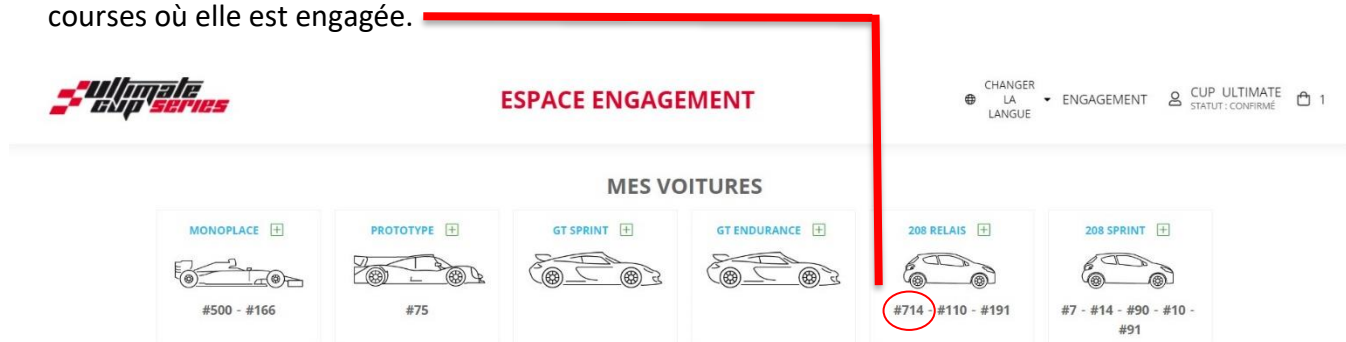 courses où elle est engagée.
Ultimate
Cup Series
ESPACE ENGAGEMENT
CHANGER
LA
LANGUE
ENGAGEMENT
CUP ULTIMATE
STATUT : CONFIRMÉ
1
MES VOITURES
MONOPLACE
#500 - #166
PROTOTYPE
#75
GT SPRINT
GT ENDURANCE
208 RELAIS
#714 - #110 - #191
208 SPRINT
#7 - #14 - #90 - #10 -
#91